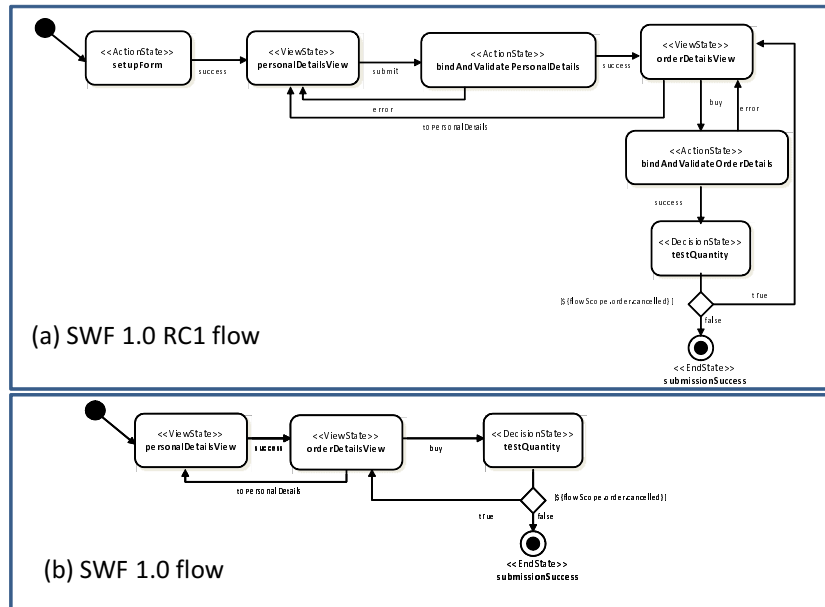 <<ActionState>>
setupForm
success
<<ViewState>>
personalDetailsView
submit
<<ActionState>>
bindAndValidatePersonalDetails
success
<<ViewState>>
orderDetailsView
error
toPersonalDetails
buy
error
<<ActionState>>
bindAndValidateOrderDetails
success
<<DecisionState>>
testQuantity
[${flowScope.order.cancelled}]
true
false
<<EndState>>
submissionSuccess
(a) SWF 1.0 RC1 flow
<<ViewState>>
personalDetailsView
success
<<ViewState>>
orderDetailsView
buy
<<DecisionState>>
testQuantity
toPersonalDetails
[${flowScope.order.cancelled}]
true
false
<<EndState>>
submissionSuccess
(b) SWF 1.0 flow